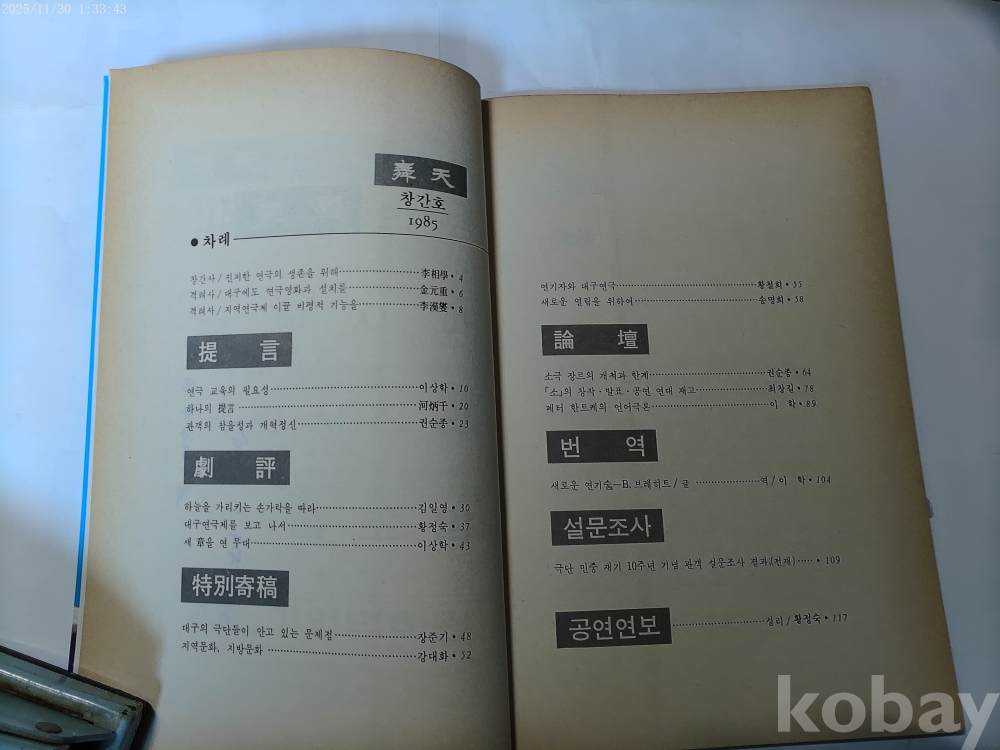 2025/11/30 1:33:43
舞天
창간호
1985
● 차례
창간사/진지한 연극의 생존을 위해 李相學 • 4
격려사/대구에도 연극영화과 설치를 金元重 • 6
격려사/지역연극계 이끌 비평적 기능을 李漢雙 • 8
提言
연극 교육의 필요성 이상학 • 10
하나의 提言 河炳千 • 20
관객의 참을성과 개혁정신 권순종 • 23
劇評
하늘을 가리키는 손가락을 따라 김일영 • 30
대구연극제를 보고 나서 황정숙 • 37
세 章을 연 무대 이상학 • 43
特別寄稿
대구의 극단들이 안고 있는 문제점 장준기 • 48
지역문화, 지방문화 강대화 • 52
연기자와 대구연극 황철희 • 55
새로운 연림을 위하여 송명희 • 58
論壇
소극 장르의 개척과 한계 권순종 • 64
「소」의 창작·발표·공연 연대 재고 최창길 • 78
페터 한트케의 언어극론 이 학 • 89
번역
새로운 연기술—B.브레히트/글 역/이 학 • 104
설문조사
극단 민중 재기 10주년 기념 관객 설문조사 결과(전재) • 109
공연연보
정리/황정숙 • 117
kobay